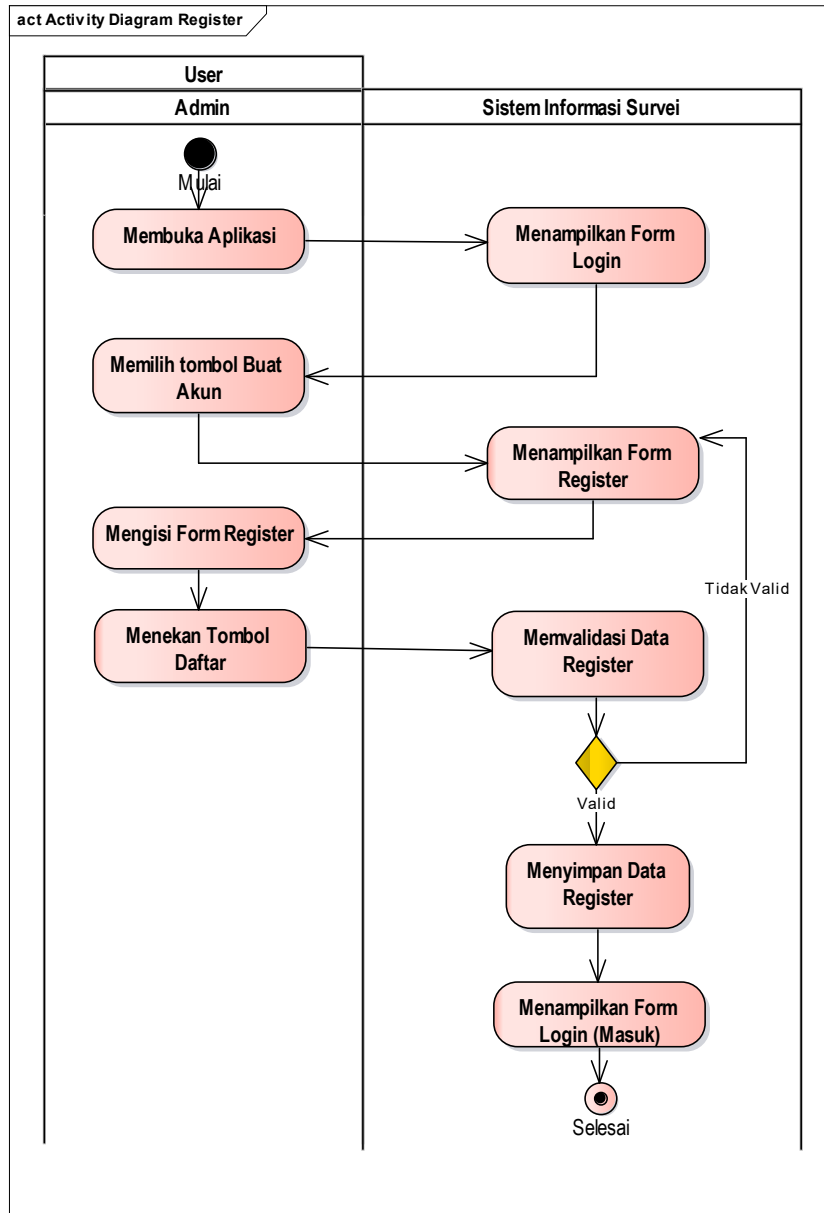 act Activity Diagram Register
User
Admin
Sistem Informasi Survei
Mulai
Membuka Aplikasi
Menampilkan Form
Login
Memilih tombol Buat
Akun
Menampilkan Form
Register
Mengisi Form Register
Tidak Valid
Menekan Tombol
Daftar
Memvalidasi Data
Register
Valid
Menyimpan Data
Register
Menampilkan Form
Login (Masuk)
Selesai